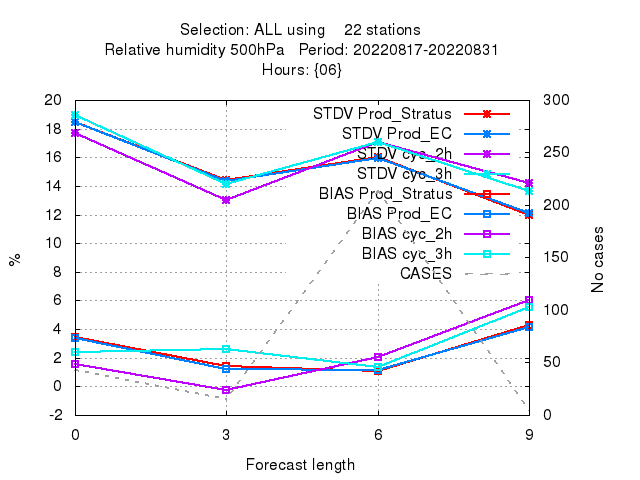 Selection: ALL using 22 stations
Relative humidity 500hPa Period: 20220817-20220831
Hours: {06}
20
18
16
14
12
10
8
6
4
2
0
-2
%
300
250
200
150
100
50
0
No cases
STDV Prod_Stratus
STDV Prod_EC
STDV cyc_2h
STDV cyc_3h
BIAS Prod_Stratus
BIAS Prod_EC
BIAS cyc_2h
BIAS cyc_3h
CASES
0 3 6 9
Forecast length